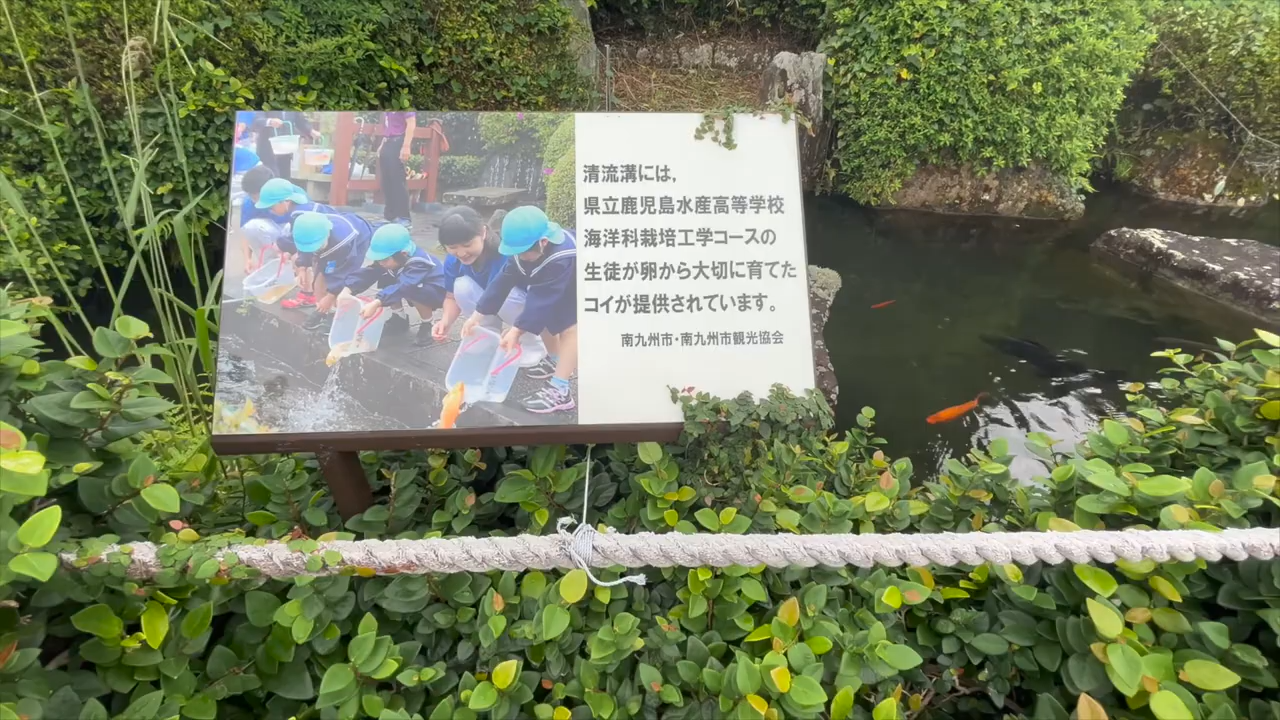 清流溝には,
県立鹿児島水産高等学校
海洋科栽培工学コースの
生徒が卵から大切に育てた
コイが提供されています。
南九州市・南九州市観光協会